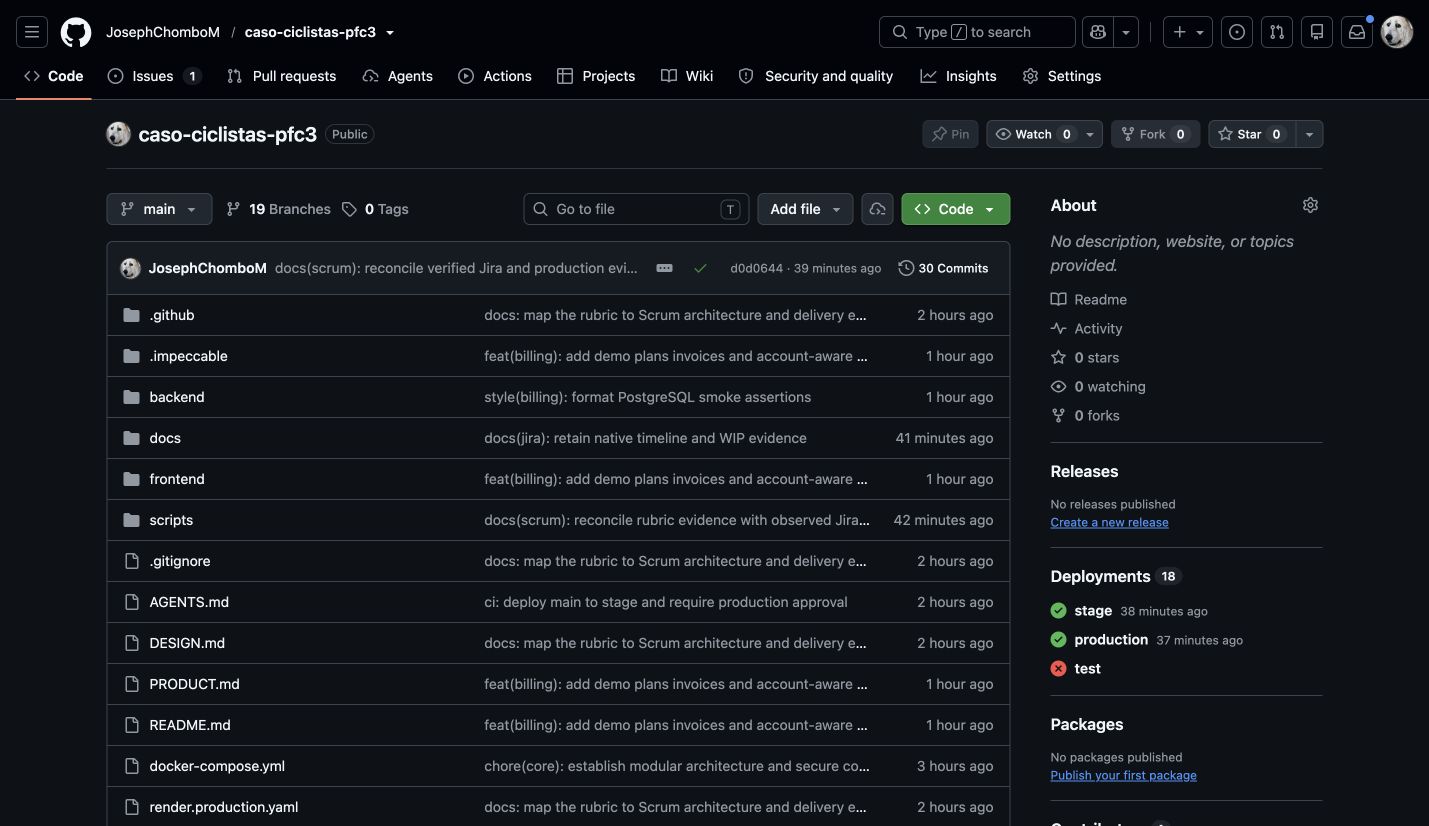 JosephChomboM / caso-ciclistas-pfc3
Type / to search
Code Issues 1 Pull requests Agents Actions Projects Wiki Security and quality Insights Settings
caso-ciclistas-pfc3 Public
Pin Watch 0 Fork 0 Star 0
main 19 Branches 0 Tags Go to file T Add file Code
JosephChomboM docs(scrum): reconcile verified Jira and production evi... d0d0644 · 39 minutes ago 30 Commits
.github docs: map the rubric to Scrum architecture and delivery e... 2 hours ago
.impeccable feat(billing): add demo plans invoices and account-aware ... 1 hour ago
backend style(billing): format PostgreSQL smoke assertions 1 hour ago
docs docs(jira): retain native timeline and WIP evidence 41 minutes ago
frontend feat(billing): add demo plans invoices and account-aware ... 1 hour ago
scripts docs(scrum): reconcile rubric evidence with observed Jira... 42 minutes ago
.gitignore docs: map the rubric to Scrum architecture and delivery e... 2 hours ago
AGENTS.md ci: deploy main to stage and require production approval 2 hours ago
DESIGN.md docs: map the rubric to Scrum architecture and delivery e... 2 hours ago
PRODUCT.md feat(billing): add demo plans invoices and account-aware ... 1 hour ago
README.md feat(billing): add demo plans invoices and account-aware ... 1 hour ago
docker-compose.yml chore(core): establish modular architecture and secure co... 3 hours ago
render.production.yaml docs: map the rubric to Scrum architecture and delivery e... 2 hours ago
About
No description, website, or topics
provided.
Readme
Activity
0 stars
0 watching
0 forks
Releases
No releases published
Create a new release
Deployments 18
stage 38 minutes ago
production 37 minutes ago
test
Packages
No packages published
Publish your first package